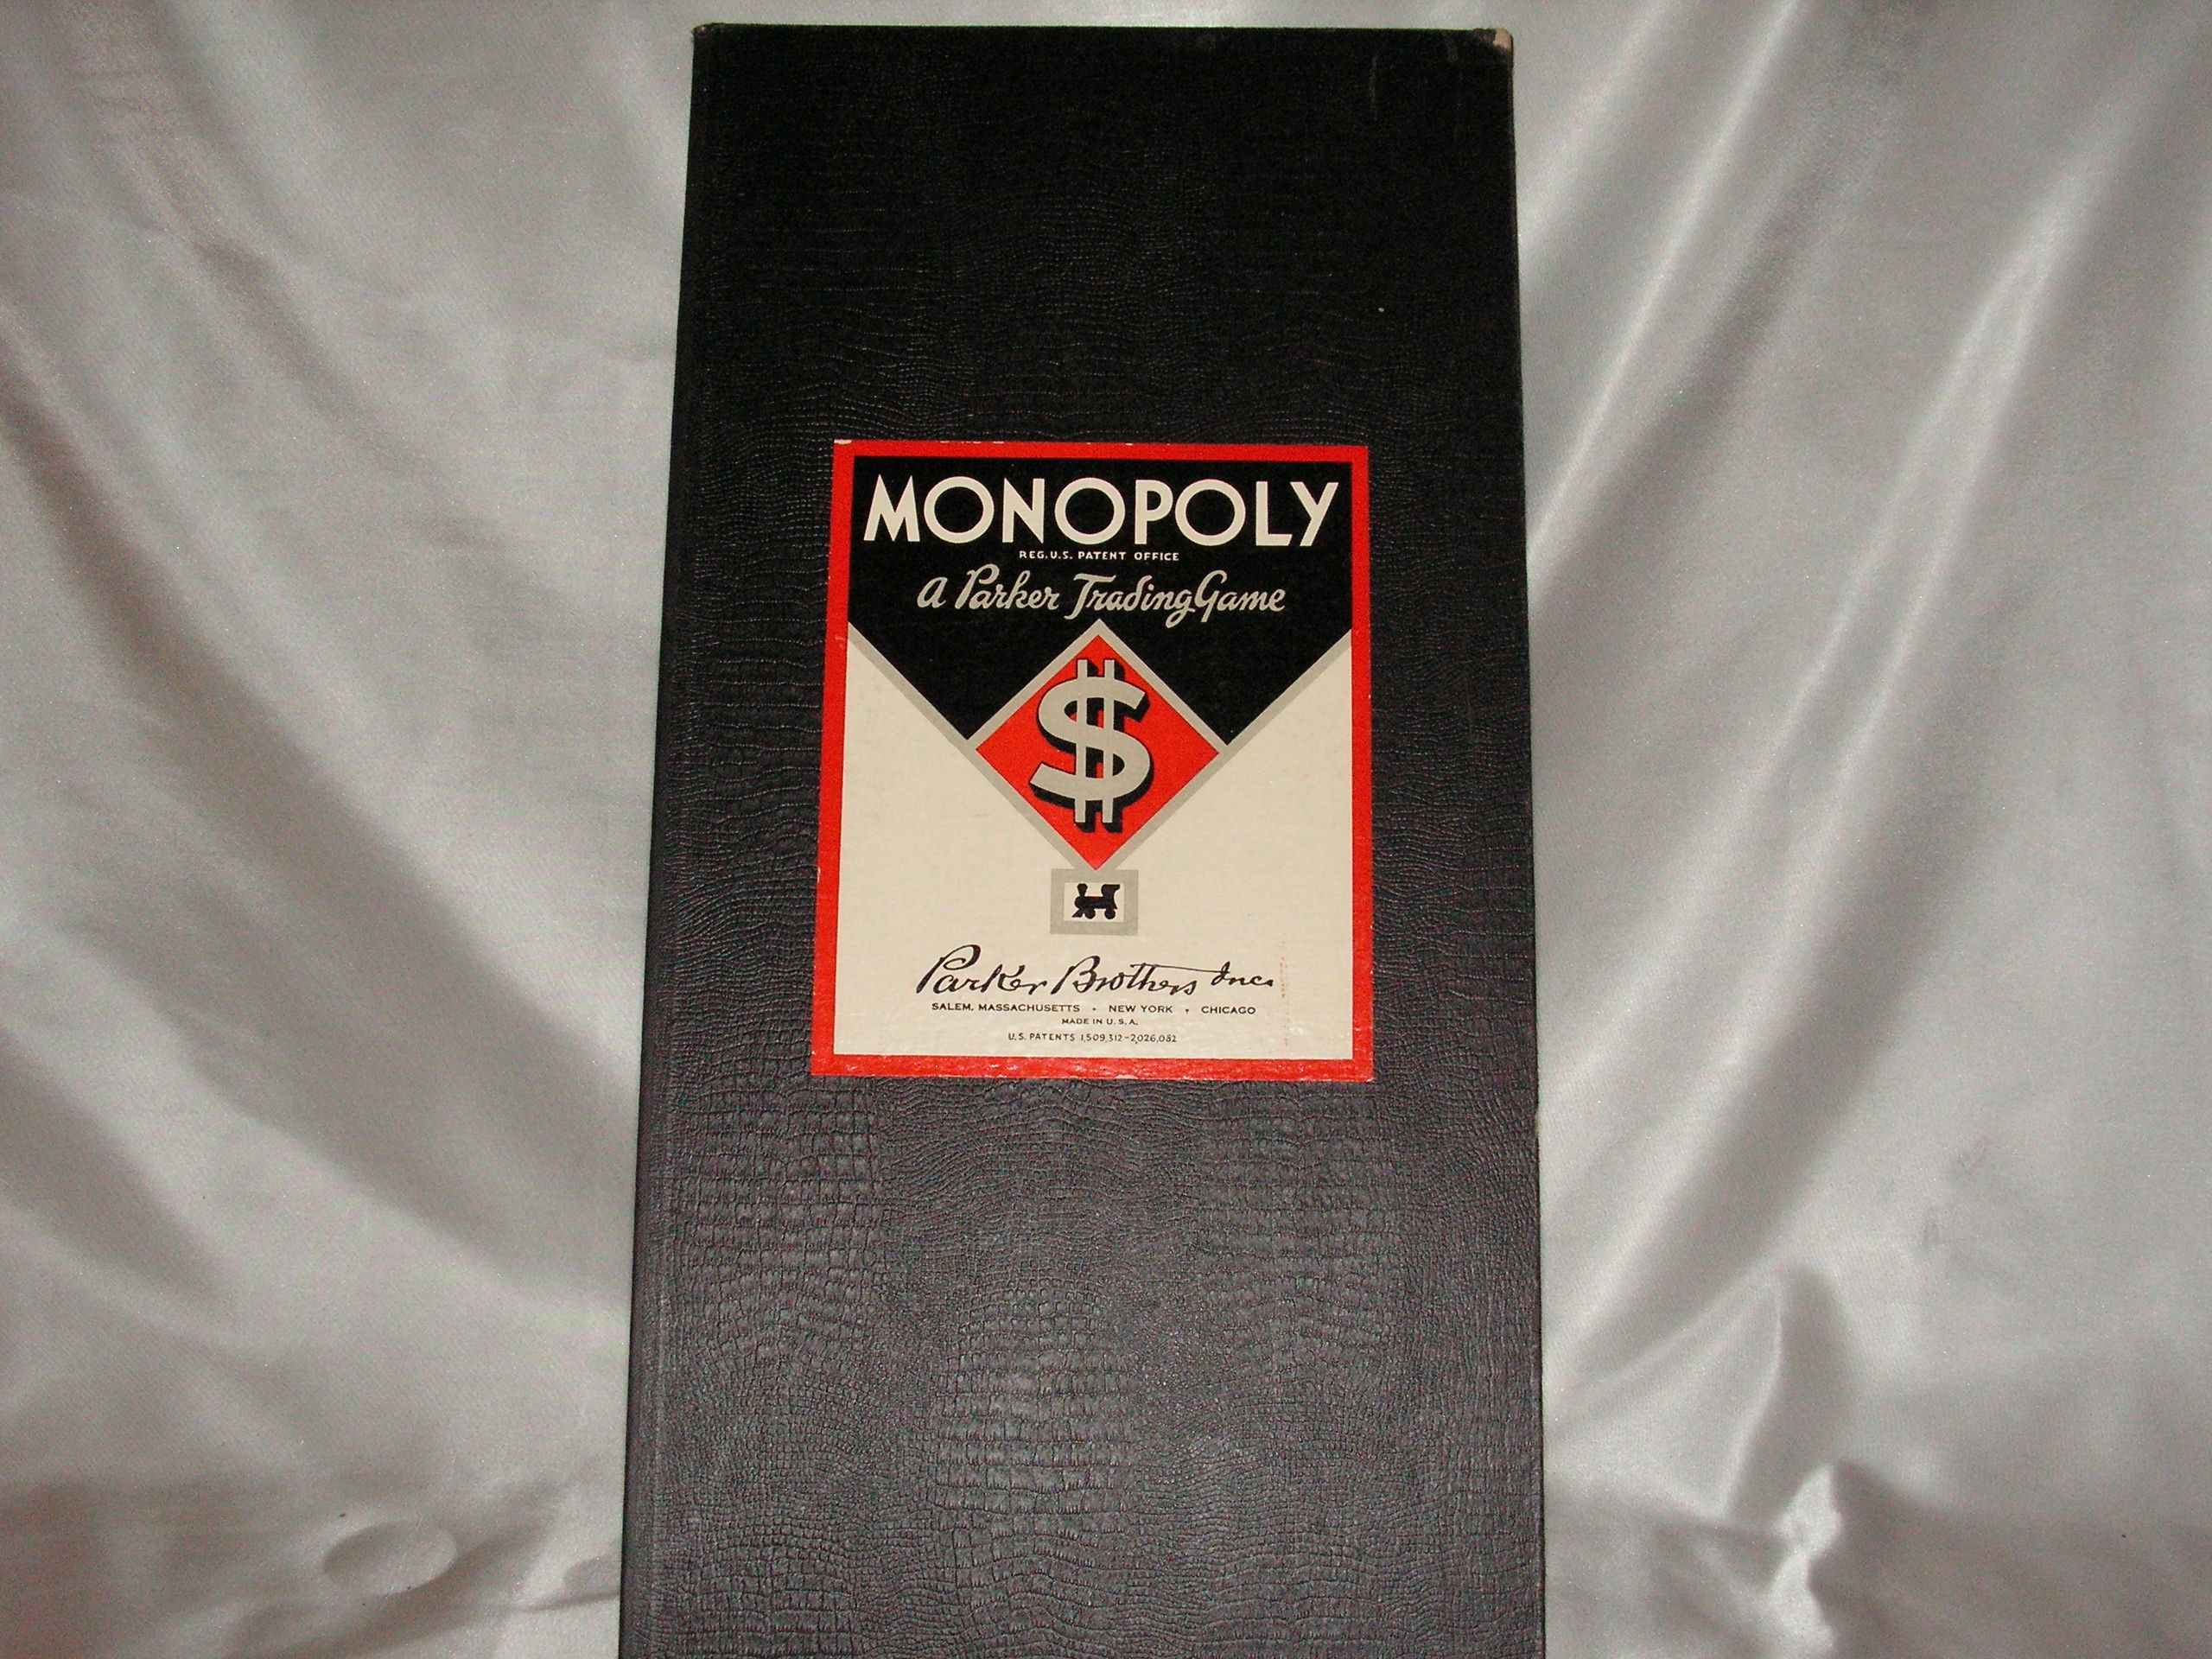 MONOPOLY
REG. U.S. PATENT OFFICE
A Parker Trading Game
$
Parker Brothers Inc.
SALEM, MASSACHUSETTS • NEW YORK • CHICAGO
MADE IN U.S.A.
U.S. PATENTS 1,509,312-2,026,082